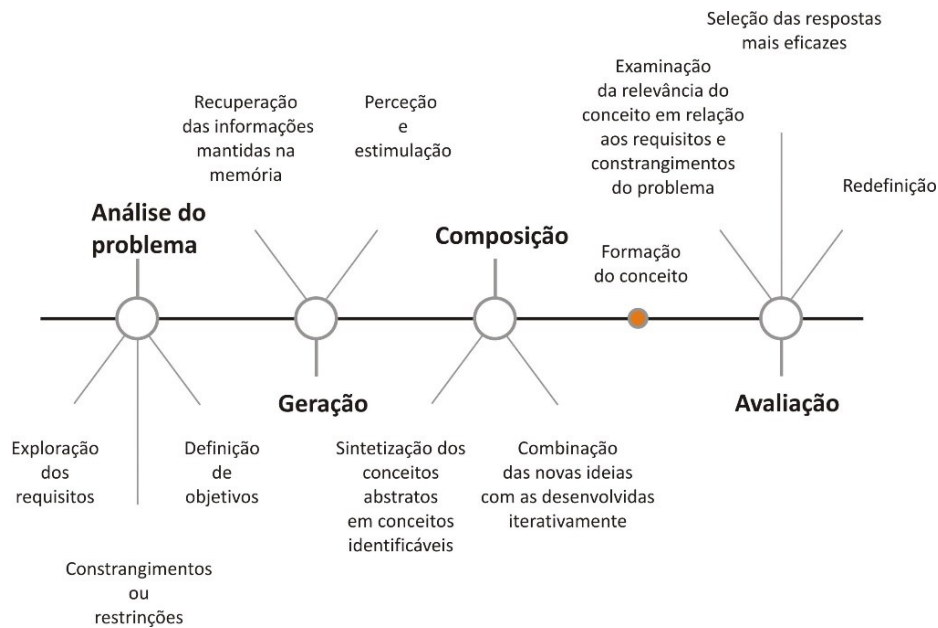 Análise do
problema
Exploração
dos
requisitos
Constrangimentos
ou
restrinções
Definição
de
objetivos
Recuperação
das informações
mantidas na
memória
Perceção
e
estimulação
Geração
Composição
Sintetização dos
conceitos
abstratos
em conceitos
identificáveis
Combinação
das novas ideias
com as desenvolvidas
iterativamente
Formação
do conceito
Examinação
da relevância do
conceito em relação
aos requisitos e
constrangimentos
do problema
Seleção das respostas
mais eficazes
Redefinição
Avaliação